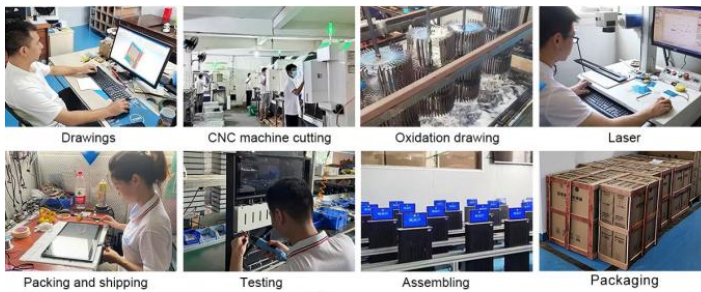 Drawings
CNC machine cutting
Oxidation drawing
Laser
Packing and shipping
Testing
Assembling
Packaging